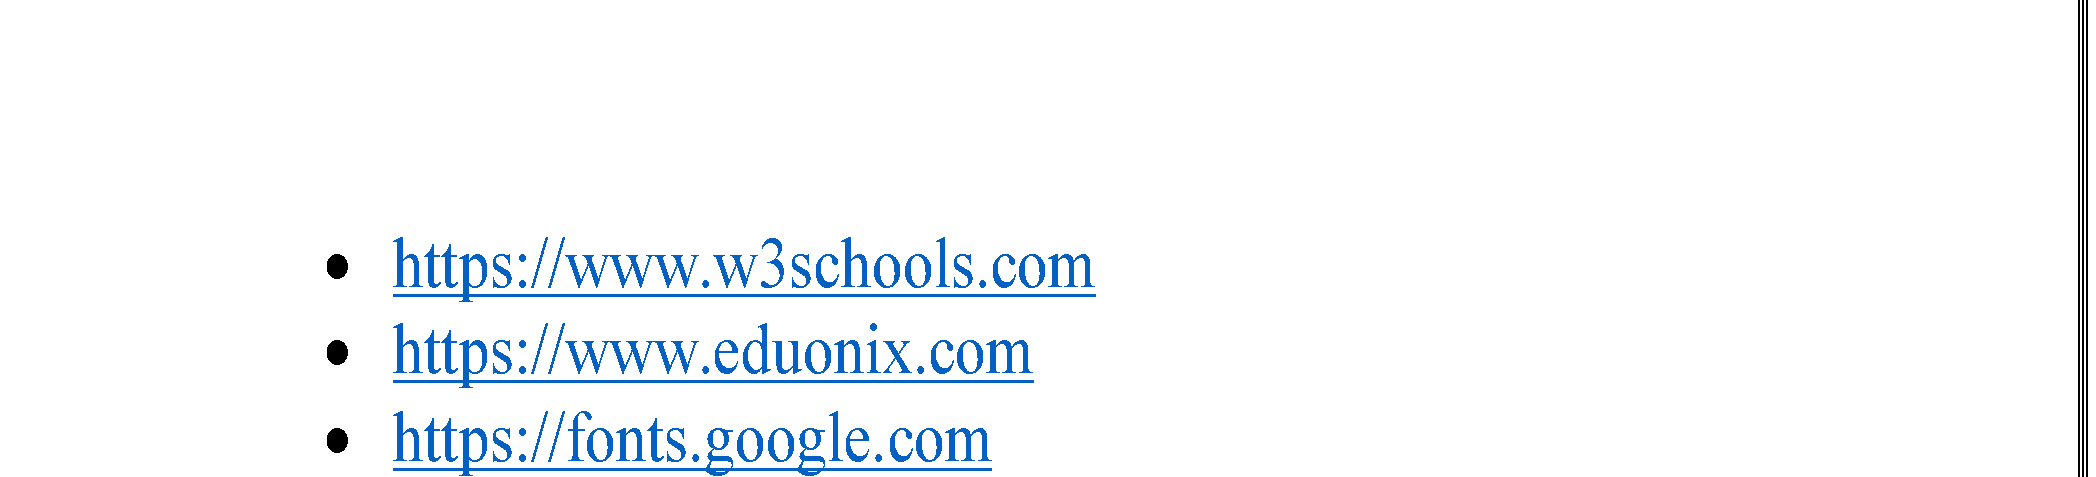 • https://www.w3schools.com
• https://www.eduonix.com
• https://fonts.google.com